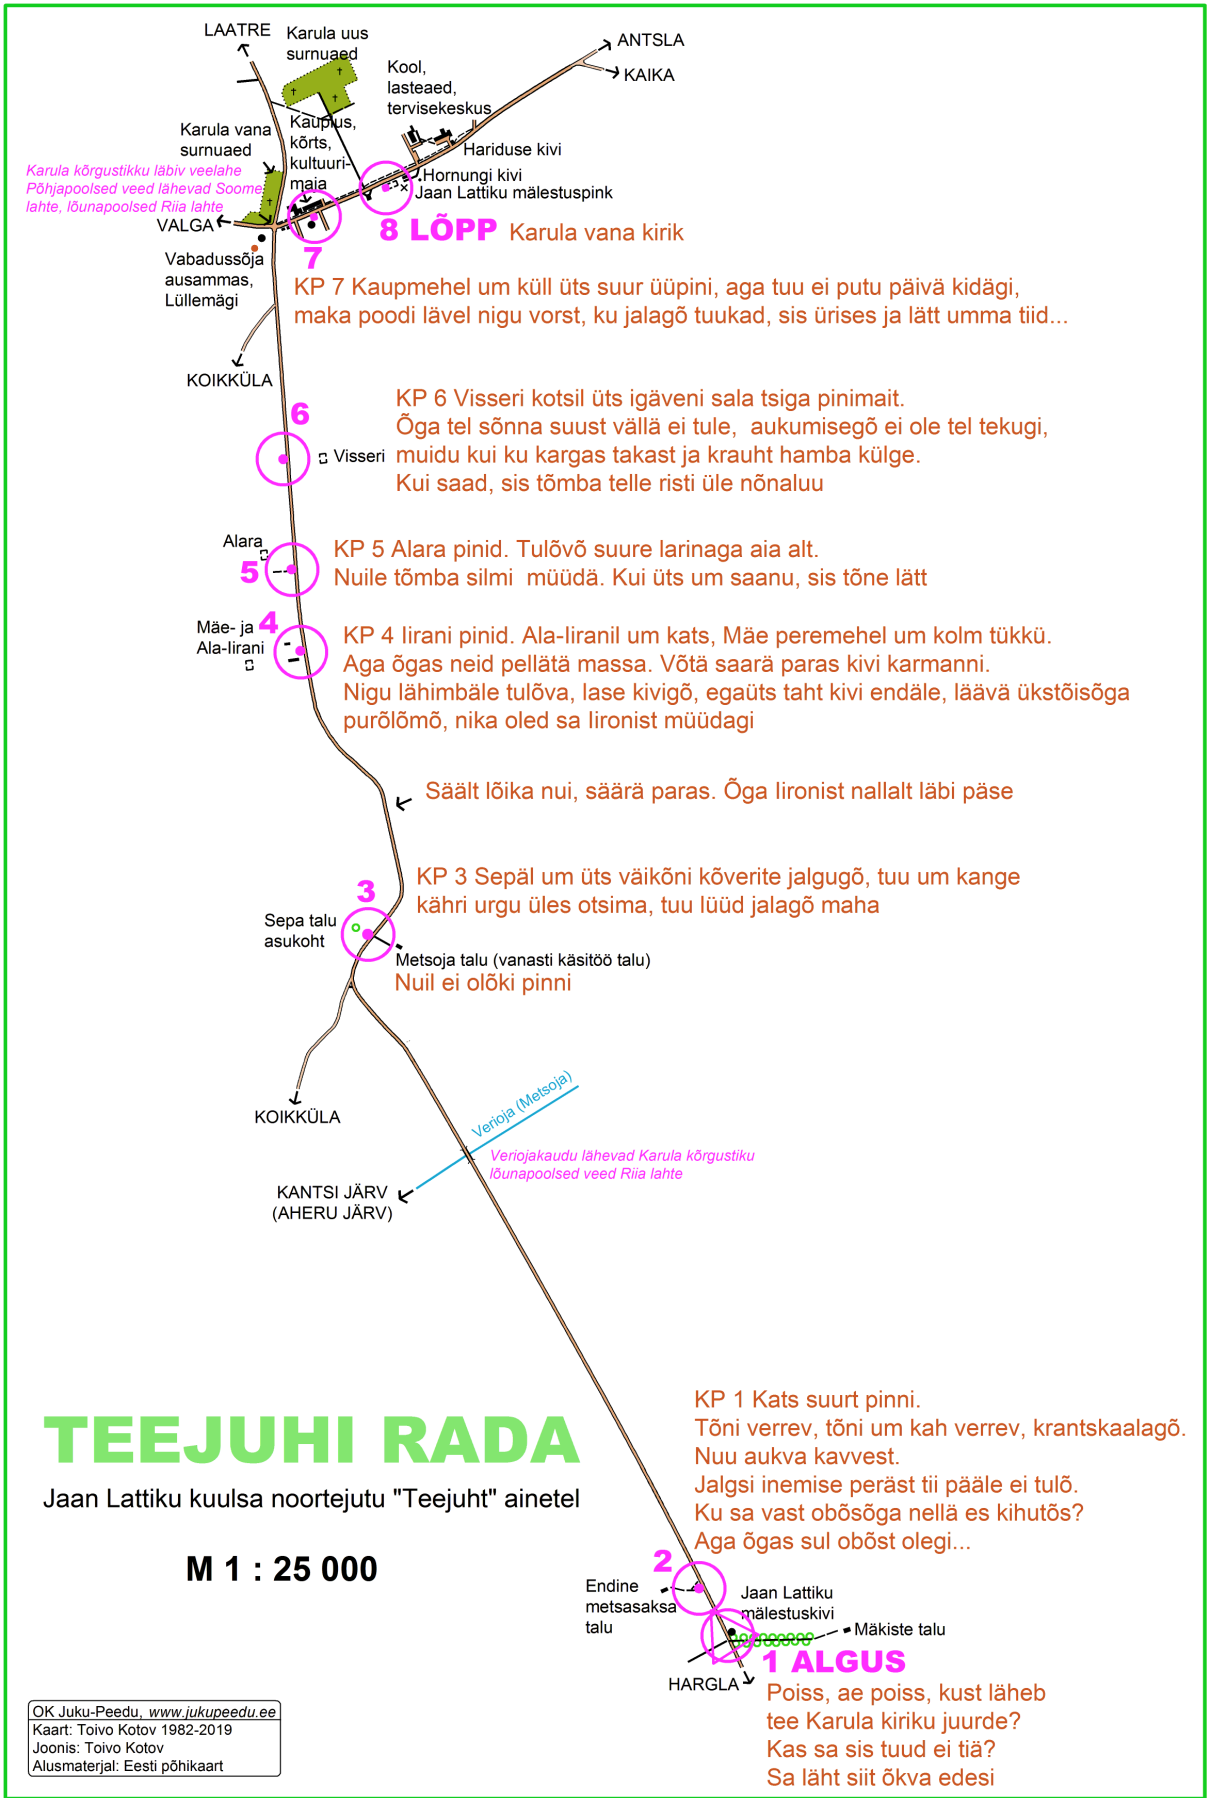 LAATRE
Karula uus
surnuaed
ANTSLA
KAIKA
Kool,
lasteaed,
tervisekeskus
Karula vana
surnuaed
Kauplus,
kõrts,
kultuuri-
maja
Hariduse kivi
Hornungi kivi
Jaan Lattiku mälestuspink
Karula kõrgustikku läbiv veelahe
Põhjapoolsed veed lähevad Soome
lahte, lõunapoolsed Riia lahte
VALGA
8 LÕPP Karula vana kirik
7
Vabadussõja
ausammas,
Lüllemägi
KP 7 Kaupmehel um küll üts suur üüpini, aga tuu ei putu päivä kidägi,
maka poodi lävel nigu vorst, ku jalagõ tuukad, sis ürises ja lätt umma tiid...
KOIKKÜLA
6
Visseri
KP 6 Visseri kotsil üts igäveni sala tsiga pinimait.
Õga tel sõnna suust vällä ei tule, aukumisegõ ei ole tel tekugi,
muidu kui ku kargas takast ja krauht hamba külge.
Kui saad, sis tõmba telle risti üle nõnaluu
Alara
5
KP 5 Alara pinid. Tulõvõ suure larinaga aia alt.
Nuile tõmba silmi müüdä. Kui üts um saanu, sis tõne lätt
Mäe- ja
Ala-Iirani
4
KP 4 Iirani pinid. Ala-Iiranil um kats, Mäe peremehel um kolm tükkü.
Aga õgas neid pellätä massa. Võtä saarä paras kivi karmanni.
Nigu lähimbäle tulõva, lase kivigõ, egaüts taht kivi endäle, läävä ükstõisõga
purõlõmõ, nika oled sa Iironist müüdagi
Säält lõika nui, säärä paras. Õga Iironist nallalt läbi päse
3
KP 3 Sepäl um üts väikõni kõverite jalgugõ, tuu um kange
kähri urgu üles otsima, tuu lüüd jalagõ maha
Sepa talu
asukoht
Metsoja talu (vanasti käsitöö talu)
Nuil ei olõki pinni
KOIKKÜLA
Verioja (Metsoja)
Veriojakaudu lähevad Karula kõrgustiku
lõunapoolsed veed Riia lahte
KANTSI JÄRV
(AHERU JÄRV)
TEEJUHI RADA
Jaan Lattiku kuulsa noortejutu "Teejuht" ainetel
M 1 : 25 000
KP 1 Kats suurt pinni.
Tõni verrev, tõni um kah verrev, krantskaalagõ.
Nuu aukva kavvest.
Jalgsi inemise peräst tii pääle ei tulõ.
Ku sa vast obõsõga nellä es kihutõs?
Aga õgas sul obõst olegi...
2
Endine
metsasaksa
talu
Jaan Lattiku
mälestuskivi
Mäkiste talu
1 ALGUS
HARGLA
Poiss, ae poiss, kust läheb
tee Karula kiriku juurde?
Kas sa sis tuud ei tiä?
Sa läht siit õkva edesi
OK Juku-Peedu, www.jukupeedu.ee
Kaart: Toivo Kotov 1982-2019
Joonis: Toivo Kotov
Alusmaterjal: Eesti põhikaart